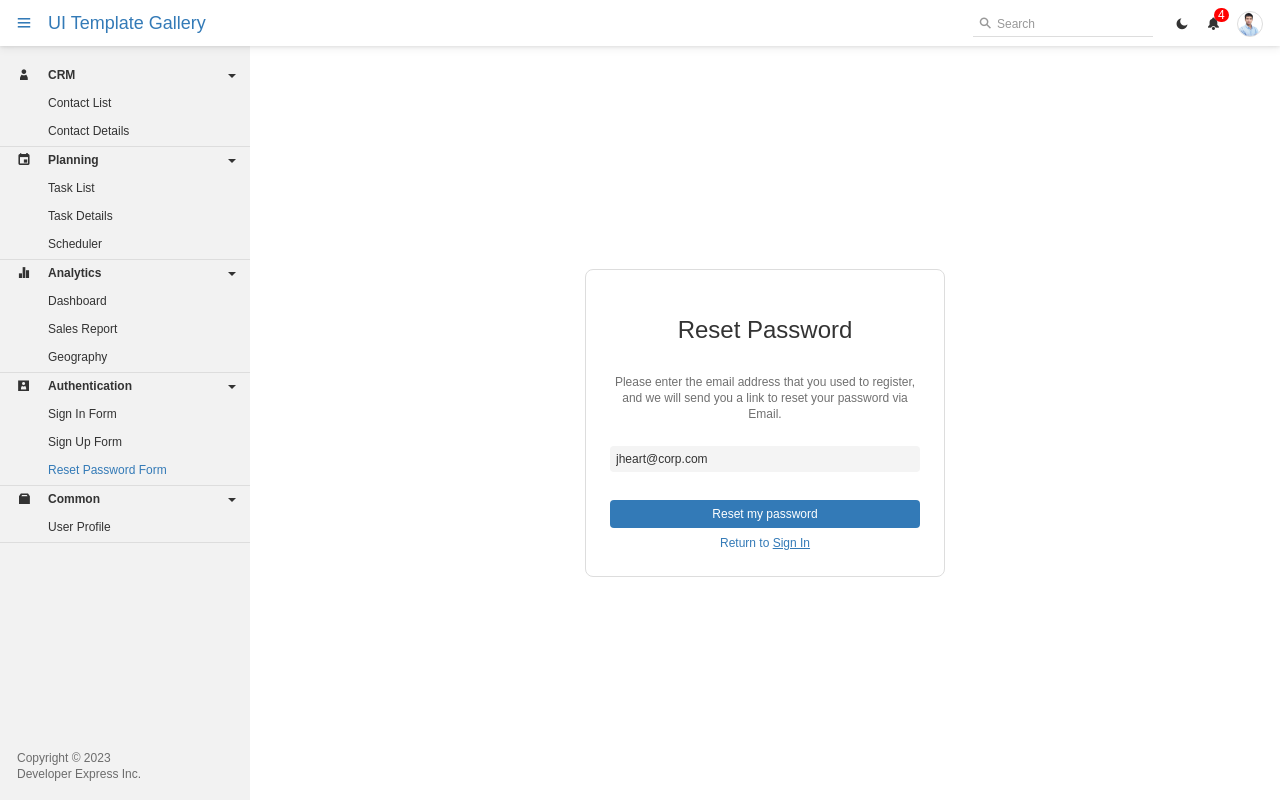 UI Template Gallery
Search
4
CRM
Contact List
Contact Details
Planning
Task List
Task Details
Scheduler
Analytics
Dashboard
Sales Report
Geography
Authentication
Sign In Form
Sign Up Form
Reset Password Form
Common
User Profile
Copyright © 2023
Developer Express Inc.
Reset Password
Please enter the email address that you used to register,
and we will send you a link to reset your password via
Email.
jheart@corp.com
Reset my password
Return to Sign In